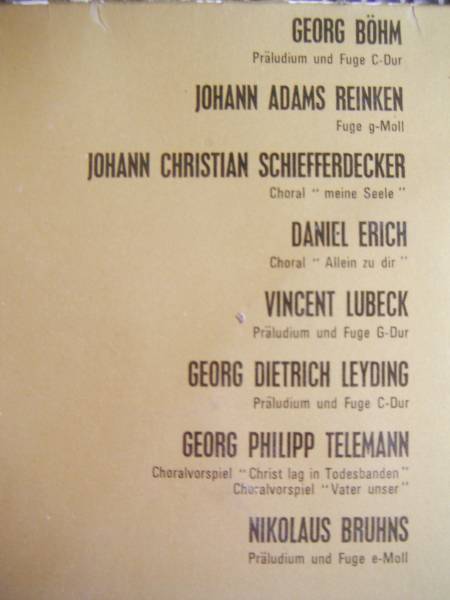 GEORG BÖHM
Präludium und Fuge C-Dur
JOHANN ADAMS REINKEN
Fuge g-Moll
JOHANN CHRISTIAN SCHIEFFERDECKER
Choral " meine Seele "
DANIEL ERICH
Choral " Allein zu dir "
VINCENT LUBECK
Präludium und Fuge G-Dur
GEORG DIETRICH LEYDING
Präludium und Fuge C-Dur
GEORG PHILIPP TELEMANN
Choralvorspiel "Christ lag in Todesbanden"
Choralvorspiel "Vater unser"
NIKOLAUS BRUHNS
Präludium und Fuge e-Moll